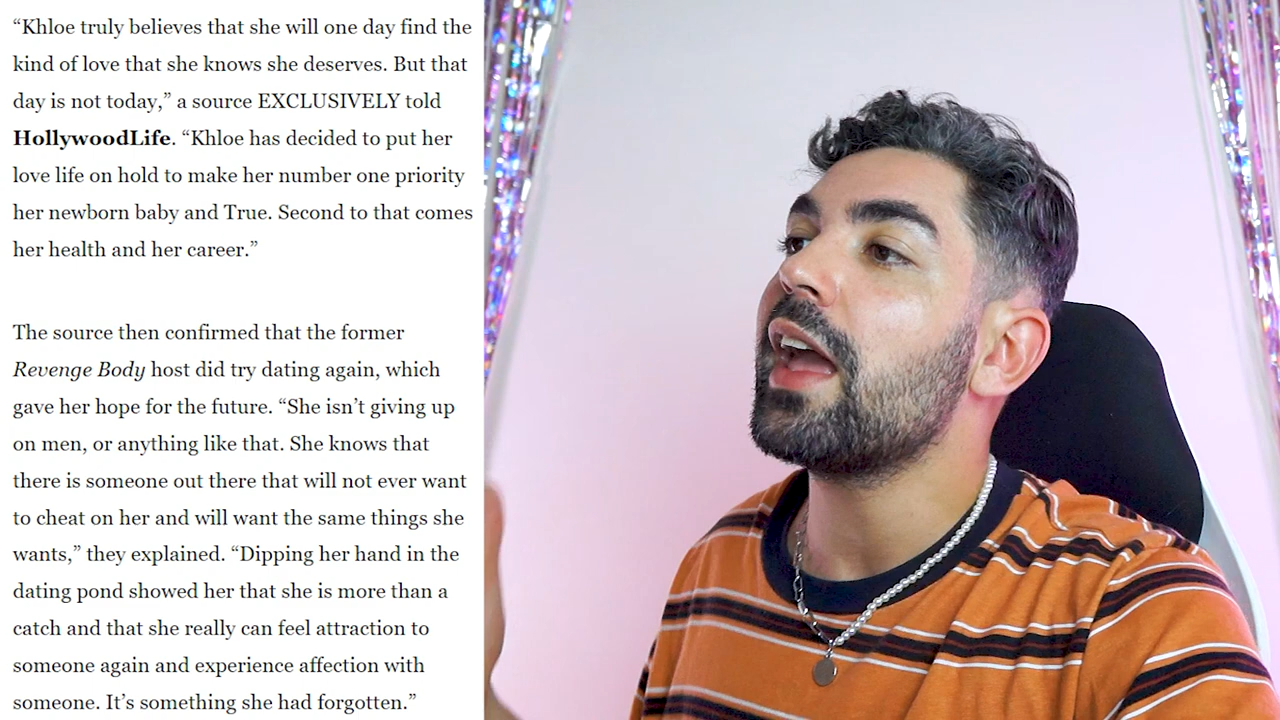 “Khloe truly believes that she will one day find the
kind of love that she knows she deserves. But that
day is not today,” a source EXCLUSIVELY told
HollywoodLife. “Khloe has decided to put her
love life on hold to make her number one priority
her newborn baby and True. Second to that comes
her health and her career.”
The source then confirmed that the former
Revenge Body host did try dating again, which
gave her hope for the future. “She isn’t giving up
on men, or anything like that. She knows that
there is someone out there that will not ever want
to cheat on her and will want the same things she
wants,” they explained. “Dipping her hand in the
dating pond showed her that she is more than a
catch and that she really can feel attraction to
someone again and experience affection with
someone. It’s something she had forgotten.”